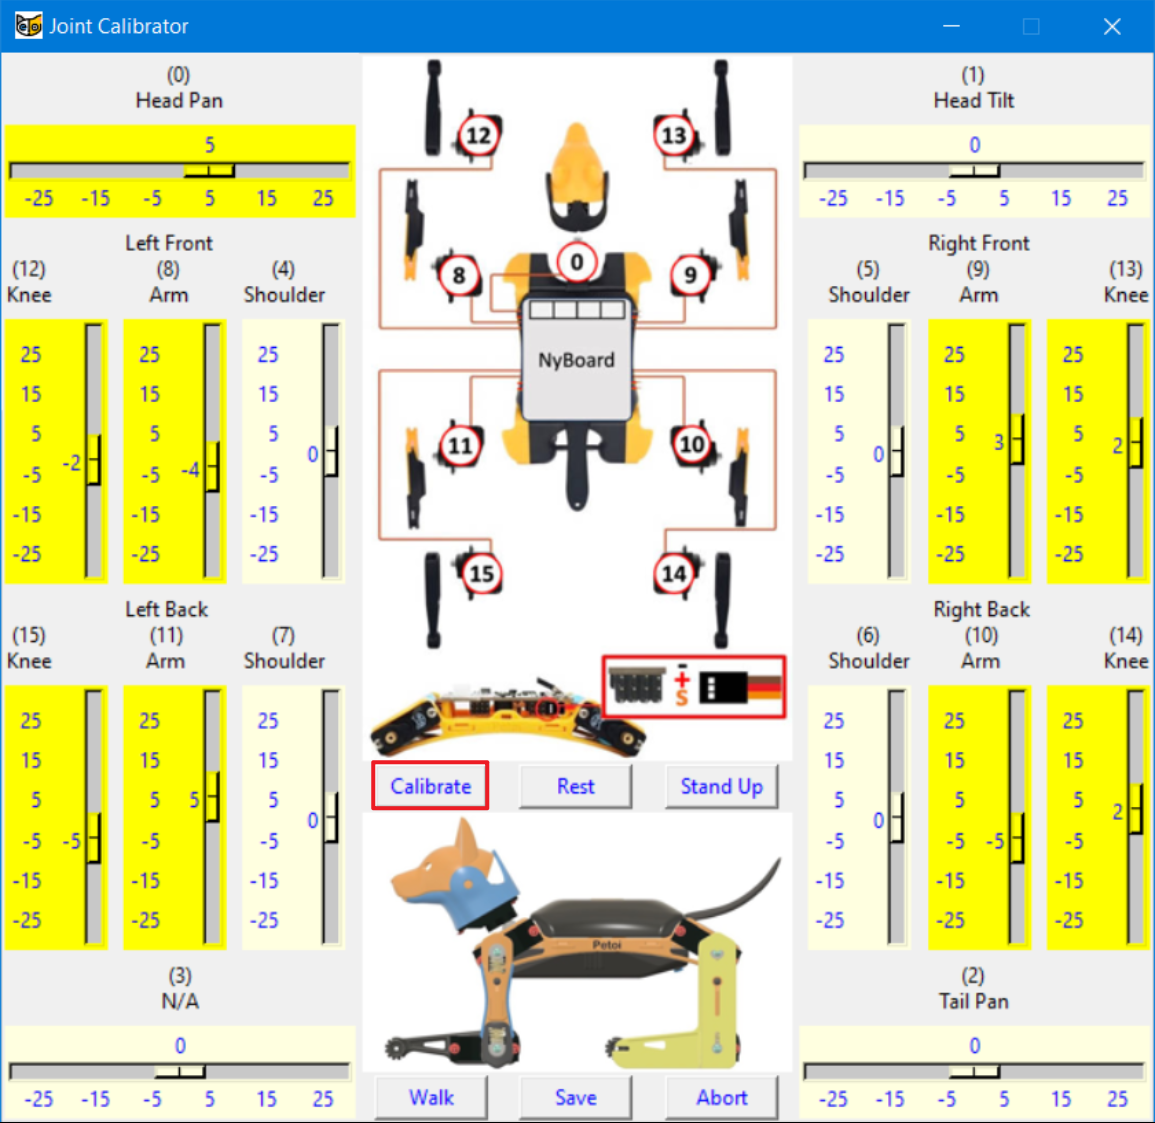 Joint Calibrator
(0)
Head Pan
5
-25 -15 -5 5 15 25
(1)
Head Tilt
0
-25 -15 -5 5 15 25
Left Front
(12)
Knee
(8)
Arm
(4)
Shoulder
25 25 25
15 15 15
5 5 5
-2 -4 0
-5 -5 -5
-15 -15 -15
-25 -25 -25
Right Front
(5)
Shoulder
(9)
Arm
(13)
Knee
25 25 25
15 15 15
5 5 5
0 3 2
-5 -5 -5
-15 -15 -15
-25 -25 -25
12
13
0
8
9
NyBoard
11
10
15
14
-
+
S
Left Back
(15)
Knee
(11)
Arm
(7)
Shoulder
25 25 25
15 15 15
5 5 5
-5 5 0
-5 -5 -5
-15 -15 -15
-25 -25 -25
Right Back
(6)
Shoulder
(10)
Arm
(14)
Knee
25 25 25
15 15 15
5 5 5
0 -5 2
-5 -5 -5
-15 -15 -15
-25 -25 -25
Calibrate Rest Stand Up
Petoi
(3)
N/A
0
-25 -15 -5 5 15 25
(2)
Tail Pan
0
-25 -15 -5 5 15 25
Walk Save Abort